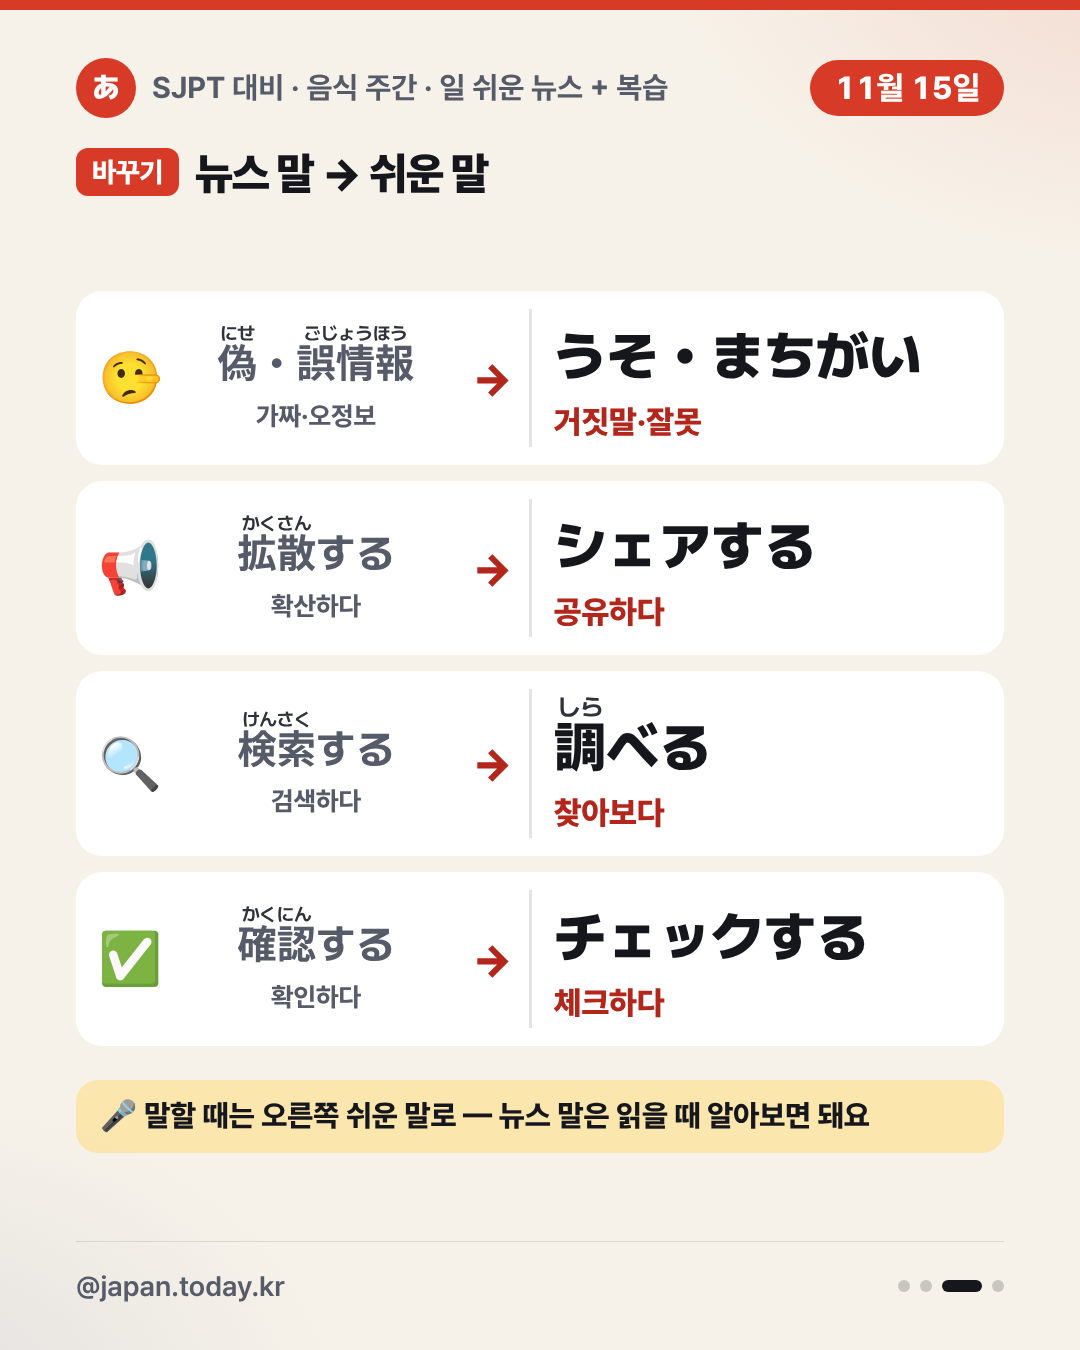 あ SJPT 대비 · 음식 주간 · 일 쉬운 뉴스 + 복습
11월 15일
바꾸기 뉴스 말 → 쉬운 말
にせ ごじょうほう
偽・誤情報
가짜·오정보
→
うそ・まちがい
거짓말·잘못
かくさん
拡散する
확산하다
→
シェアする
공유하다
けんさく
検索する
검색하다
→
しら
調べる
찾아보다
かくにん
確認する
확인하다
→
チェックする
체크하다
말할 때는 오른쪽 쉬운 말로 — 뉴스 말은 읽을 때 알아보면 돼요
@japan.today.kr